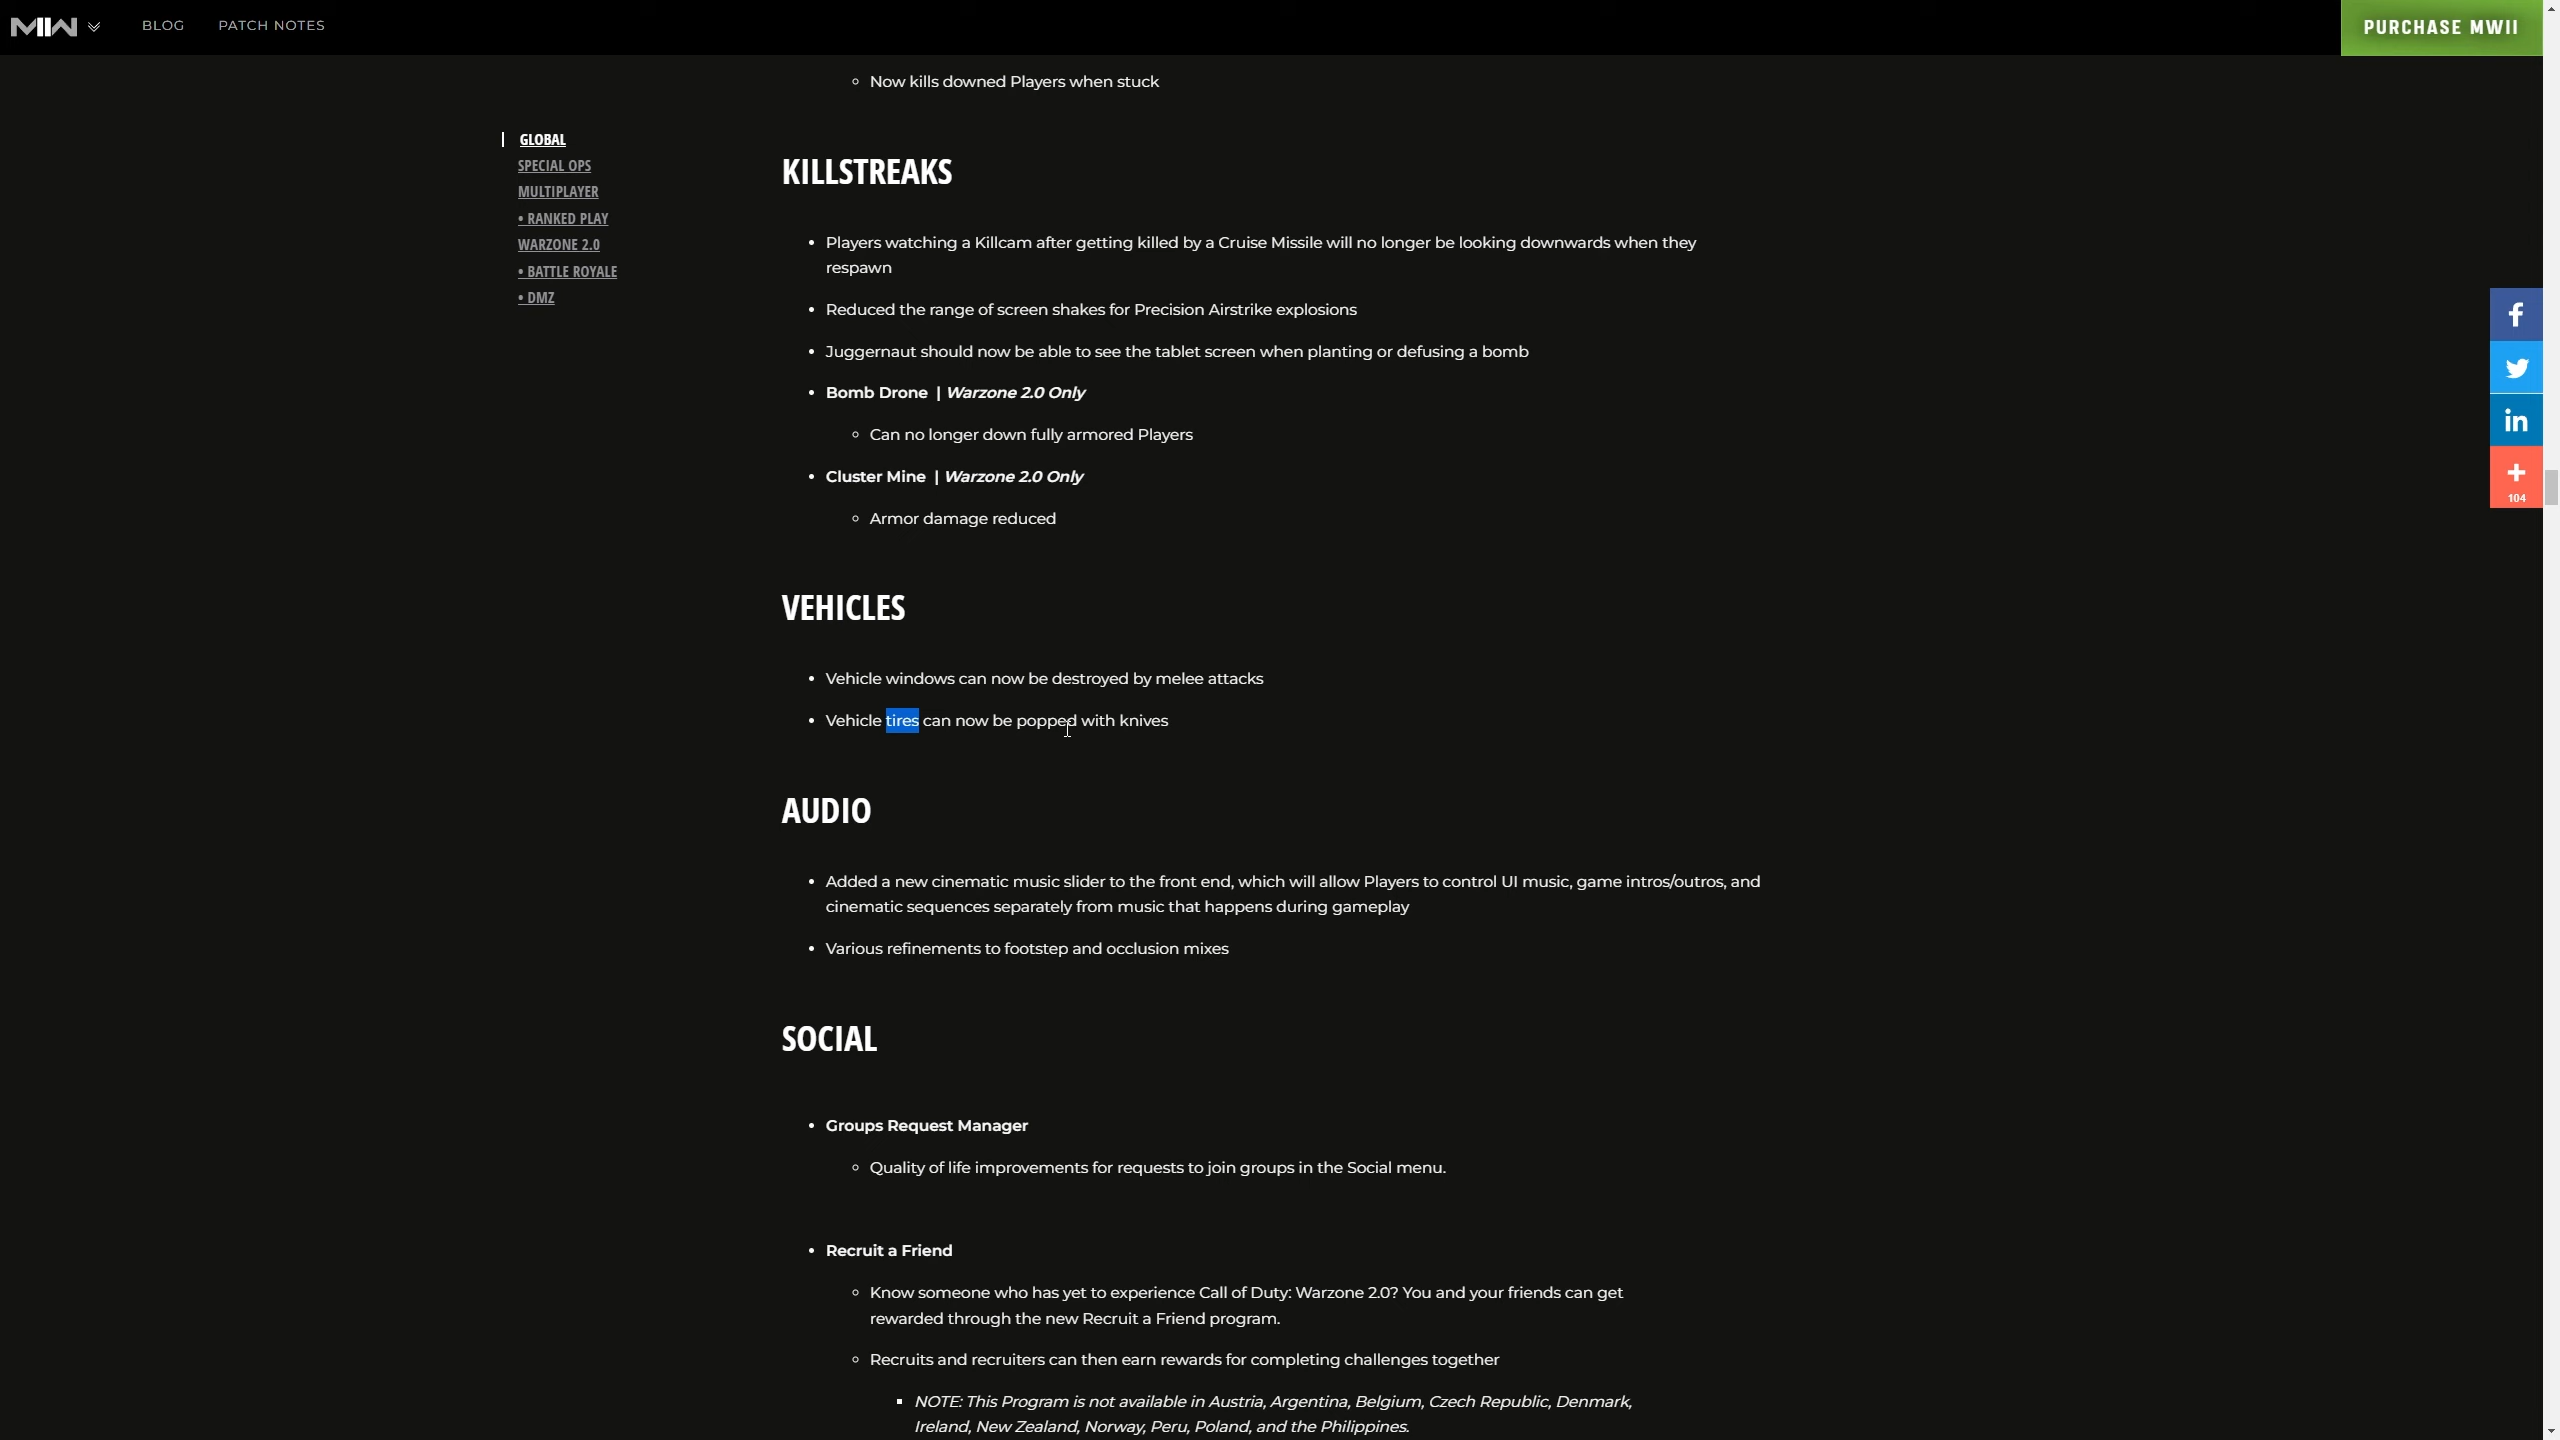 MIIW
BLOG
PATCH NOTES
PURCHASE MWII
◦ Now kills downed Players when stuck
GLOBAL
SPECIAL OPS
MULTIPLAYER
• RANKED PLAY
WARZONE 2.0
• BATTLE ROYALE
• DMZ
KILLSTREAKS
• Players watching a Killcam after getting killed by a Cruise Missile will no longer be looking downwards when they
respawn
• Reduced the range of screen shakes for Precision Airstrike explosions
• Juggernaut should now be able to see the tablet screen when planting or defusing a bomb
• Bomb Drone | Warzone 2.0 Only
◦ Can no longer down fully armored Players
• Cluster Mine | Warzone 2.0 Only
◦ Armor damage reduced
104
VEHICLES
• Vehicle windows can now be destroyed by melee attacks
• Vehicle tires can now be popped with knives
AUDIO
• Added a new cinematic music slider to the front end, which will allow Players to control UI music, game intros/outros, and
cinematic sequences separately from music that happens during gameplay
• Various refinements to footstep and occlusion mixes
SOCIAL
• Groups Request Manager
◦ Quality of life improvements for requests to join groups in the Social menu.
• Recruit a Friend
◦ Know someone who has yet to experience Call of Duty: Warzone 2.0? You and your friends can get
rewarded through the new Recruit a Friend program.
◦ Recruits and recruiters can then earn rewards for completing challenges together
▪ NOTE: This Program is not available in Austria, Argentina, Belgium, Czech Republic, Denmark,
Ireland, New Zealand, Norway, Peru, Poland, and the Philippines.